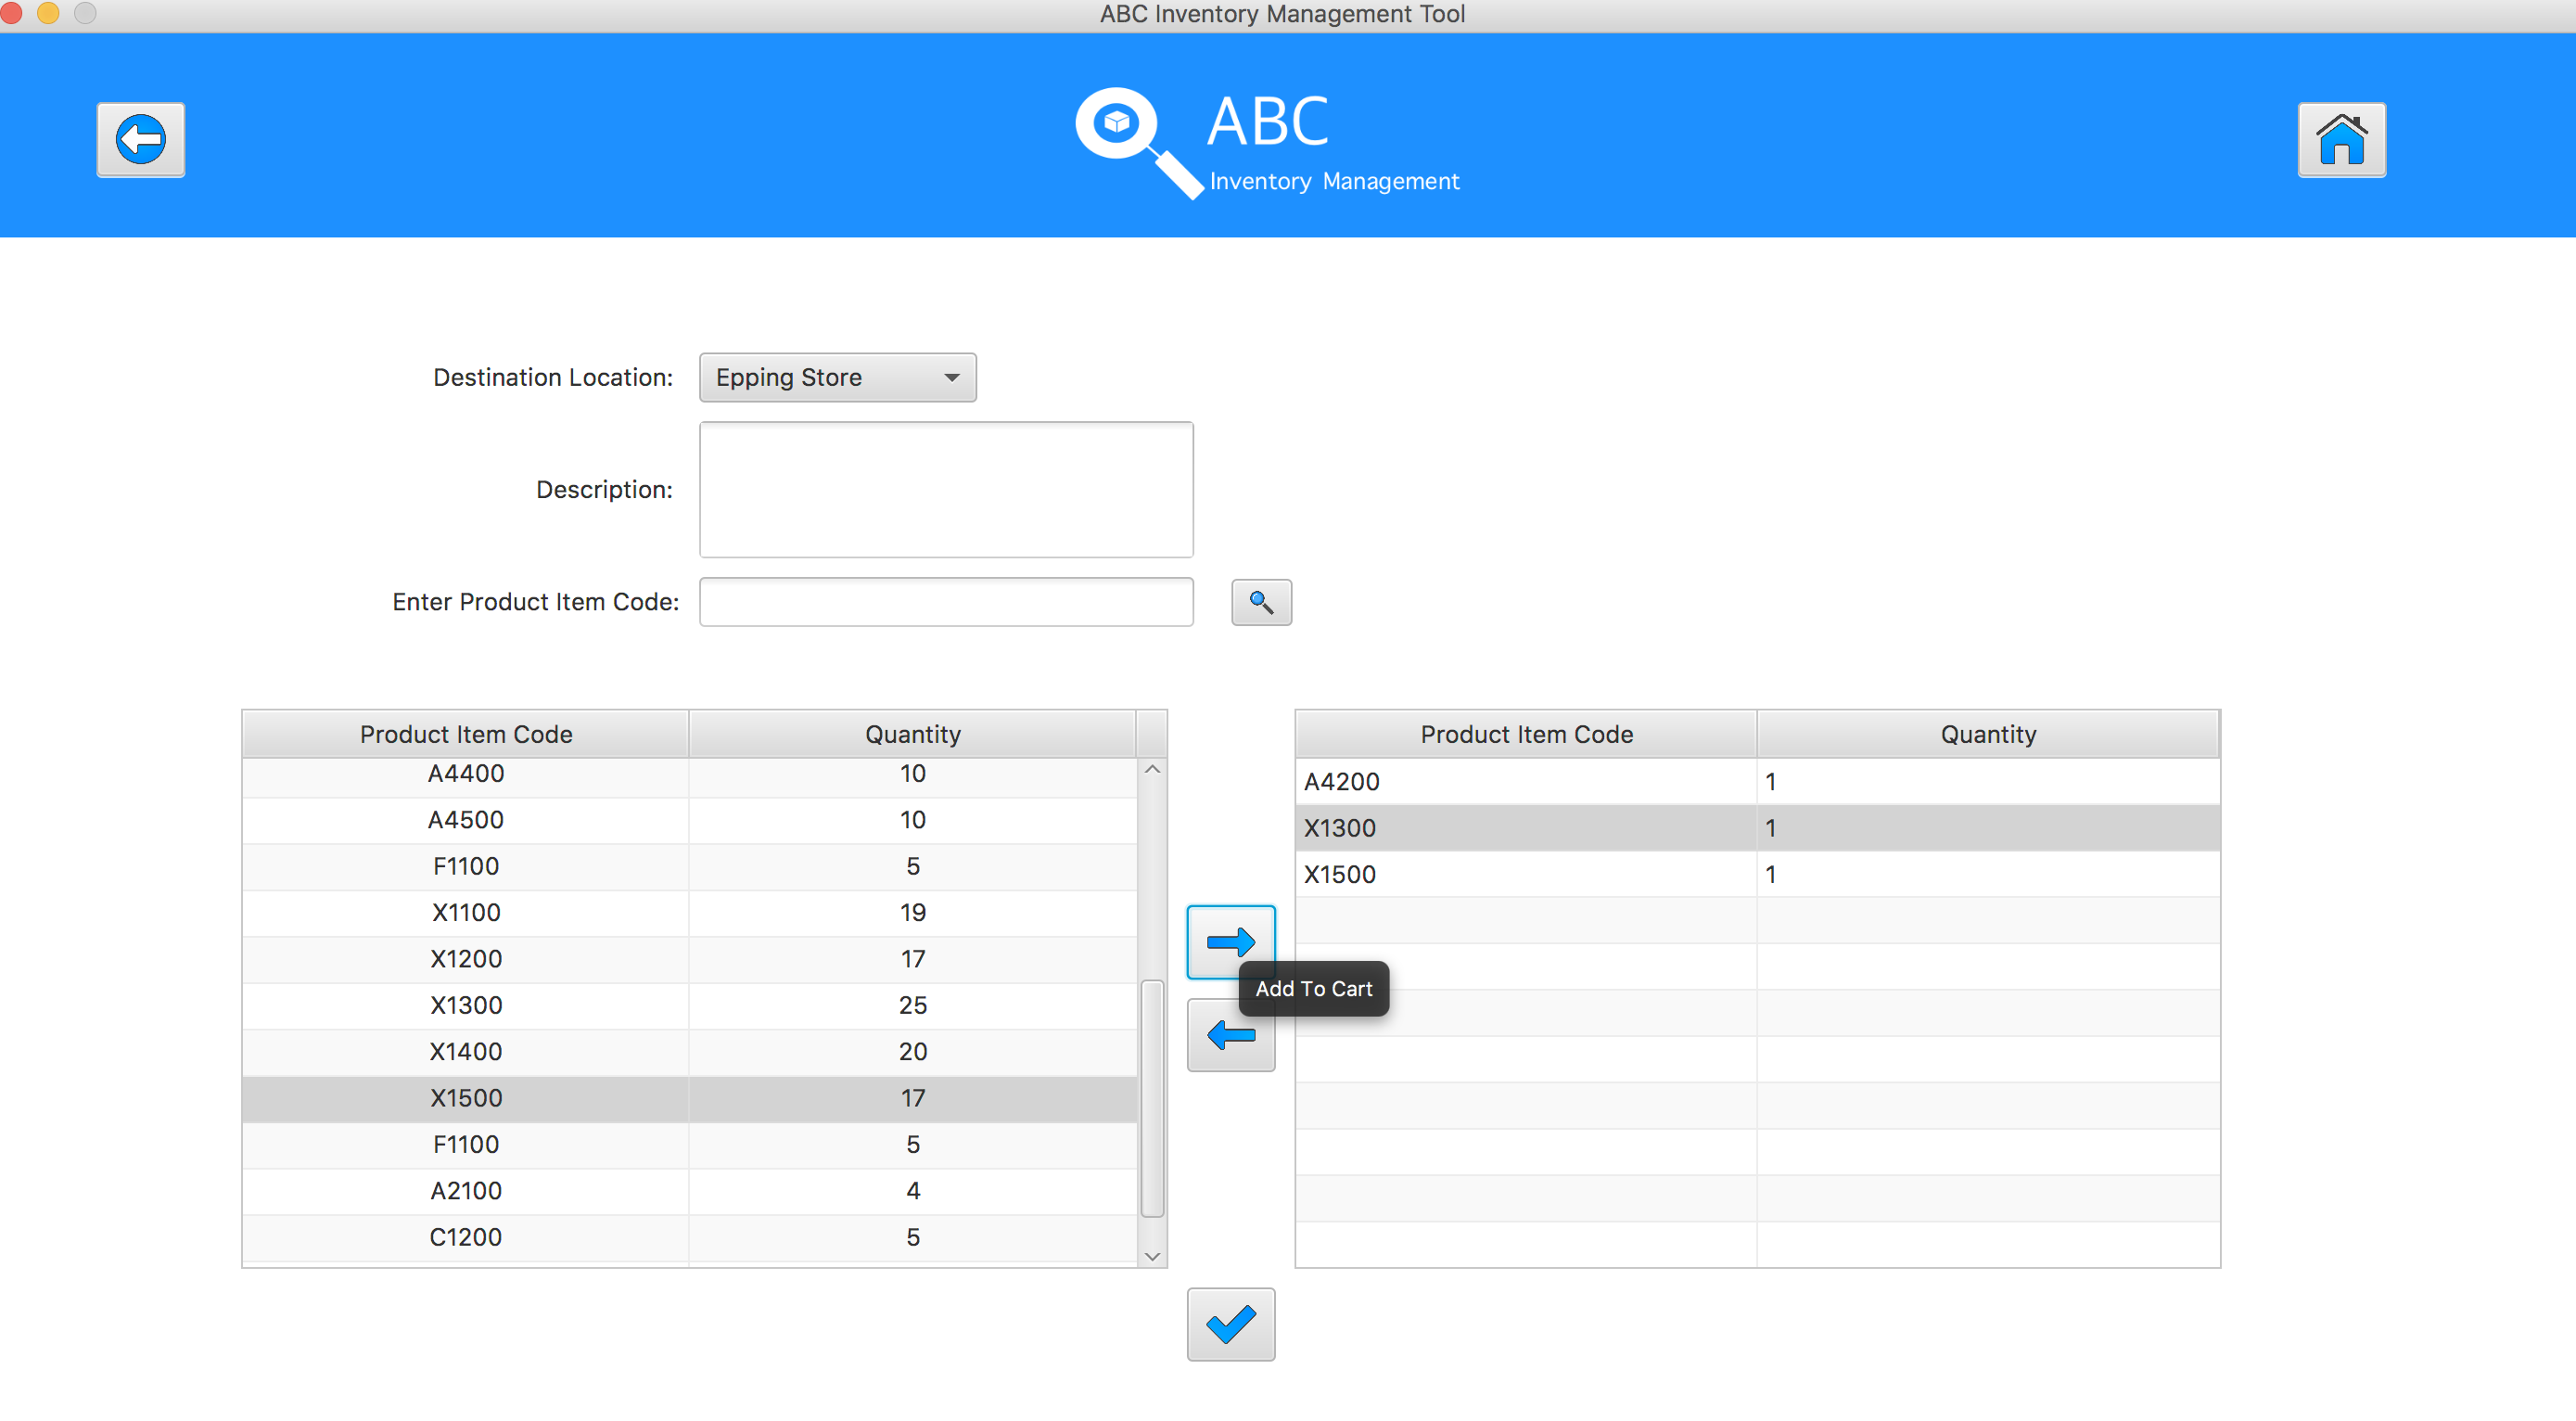 ABC Inventory Management Tool
ABC
Inventory Management
Destination Location: Epping Store
Description:
Enter Product Item Code:
Product Item Code Quantity
A4400 10
A4500 10
F1100 5
X1100 19
X1200 17
X1300 25
X1400 20
X1500 17
F1100 5
A2100 4
C1200 5
Product Item Code Quantity
A4200 1
X1300 1
X1500 1
Add To Cart